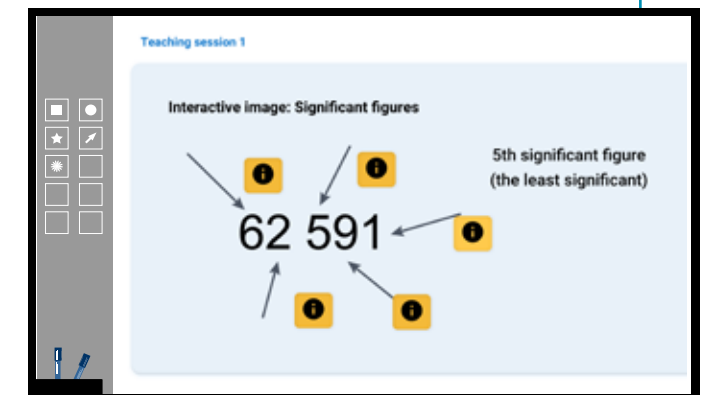 Teaching session 1
Interactive image: Significant figures
5th significant figure
(the least significant)
62 591